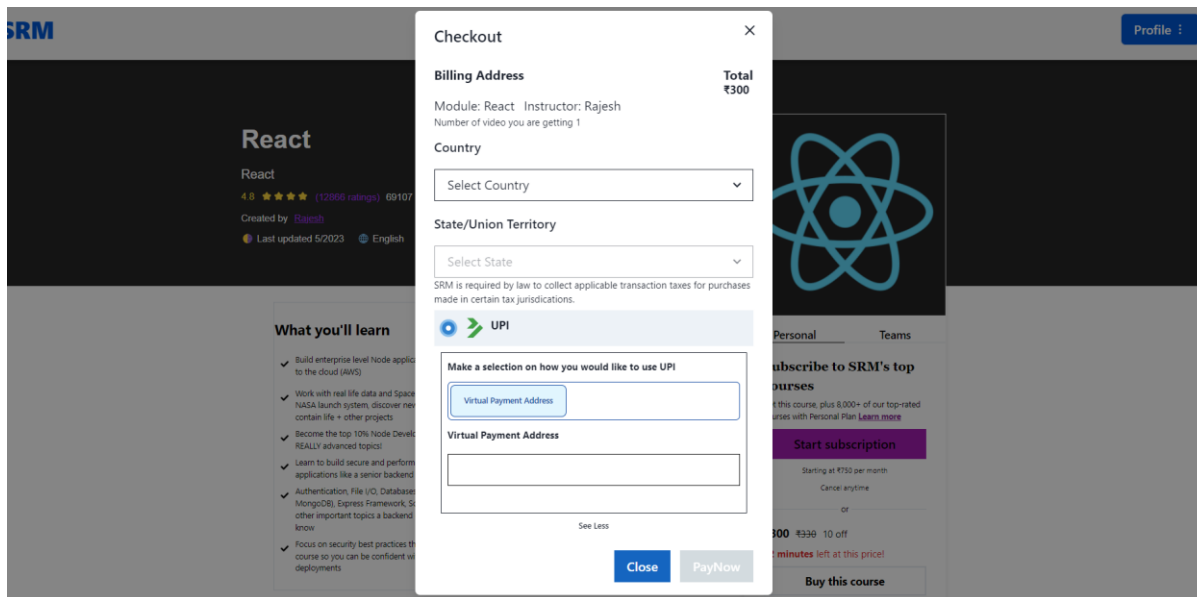 SRM
Profile
React
React
4.8 (12866 ratings) 69107
Created by Rajesh
Last updated 5/2023 English
What you'll learn
Build enterprise level Node applic
to the cloud (AWS)
Work with real life data and Space
NASA launch system, discover new
contain life + other projects
Become the top 10% Node Develo
REALLY advanced topics!
Learn to build secure and perform
applications like a senior backend
Authentication, File I/O, Databases
MongoDB), Express Framework, So
other important topics a backend
know
Focus on security best practices th
course so you can be confident wi
deployments
Checkout
Billing Address
Total
₹300
Module: React Instructor: Rajesh
Number of video you are getting 1
Country
Select Country
State/Union Territory
Select State
SRM is required by law to collect applicable transaction taxes for purchases
made in certain tax jurisdications.
UPI
Make a selection on how you would like to use UPI
Virtual Payment Address
Virtual Payment Address
See Less
Close
PayNow
Personal
Teams
ubscribe to SRM's top
ourses
t this course, plus 8,000+ of our top-rated
urses with Personal Plan Learn more
Start subscription
Starting at ₹750 per month
Cancel anytime
or
300 ₹330 10 off
minutes left at this price!
Buy this course